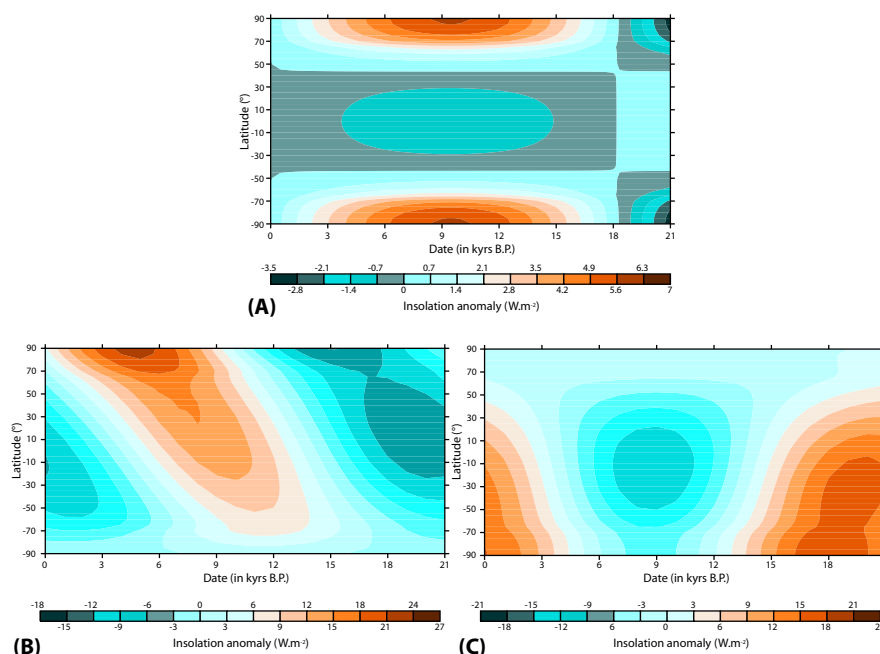 90
70
50
30
10
-10
-30
-50
-70
-90
Latitude (°)
0 3 6 9 12 15 18 21
Date (in kyrs B.P.)
-3.5 -2.1 -0.7 0.7 2.1 3.5 4.9 6.3
-2.8 -1.4 0 1.4 2.8 4.2 5.6 7
Insolation anomaly (W.m-2)
(A)
90
70
50
30
10
-10
-30
-50
-70
-90
Latitude (°)
0 3 6 9 12 15 18 21
Date (in kyrs B.P.)
-18 -12 -6 0 6 12 18 24
-15 -9 -3 3 9 15 21 27
Insolation anomaly (W.m-2)
(B)
90
70
50
30
10
-10
-30
-50
-70
-90
Latitude (°)
0 3 6 9 12 15 18
Date (in kyrs B.P.)
-21 -15 -9 -3 3 9 15 21
-18 -12 6 0 6 12 18
Insolation anomaly (W.m-2)
(C)